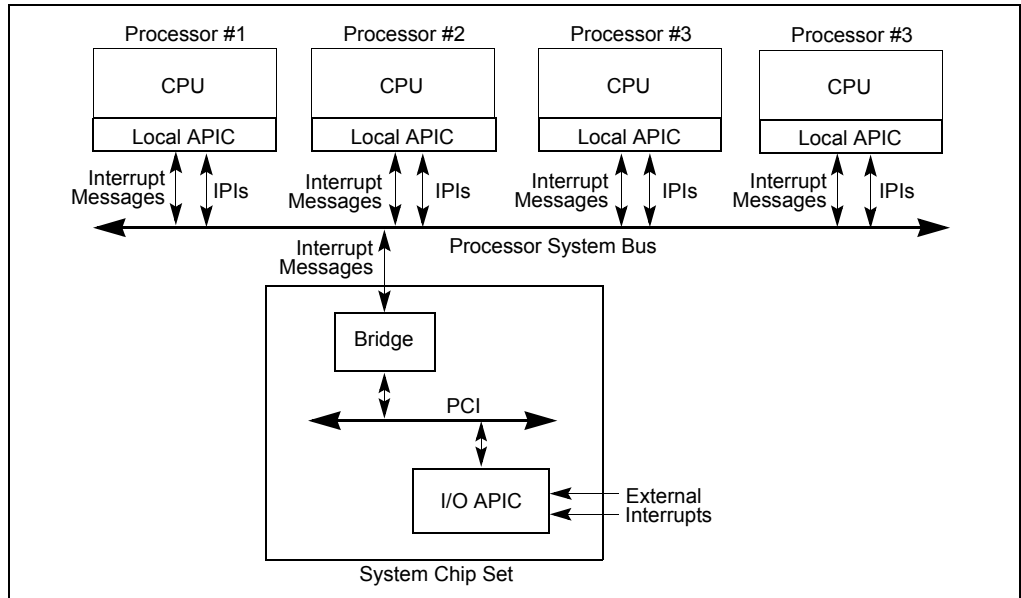 Processor #1
Processor #2
Processor #3
Processor #3
CPU
CPU
CPU
CPU
Local APIC
Local APIC
Local APIC
Local APIC
Interrupt
Messages
IPIs
Interrupt
Messages
IPIs
Interrupt
Messages
IPIs
Interrupt
Messages
IPIs
Processor System Bus
Interrupt
Messages
Bridge
PCI
I/O APIC
External
Interrupts
System Chip Set